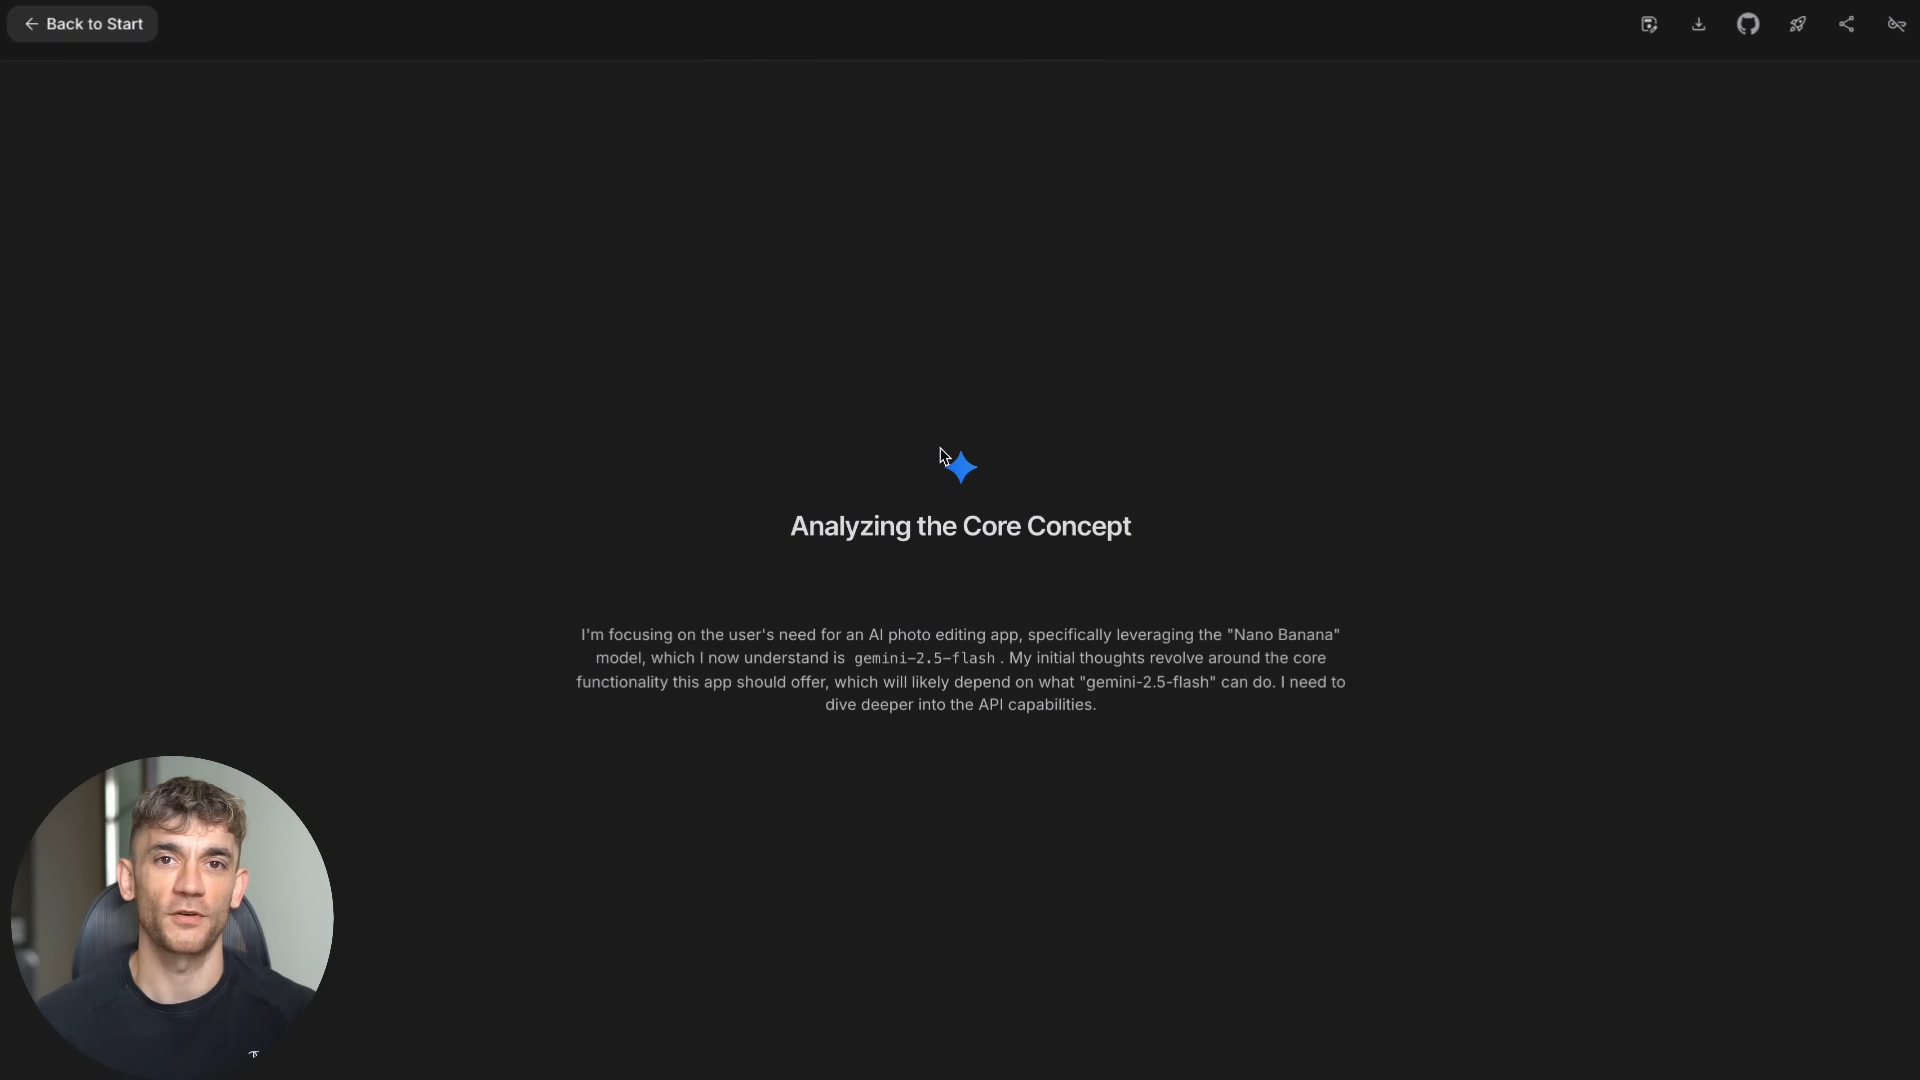 Back to Start
Analyzing the Core Concept
I'm focusing on the user's need for an AI photo editing app, specifically leveraging the "Nano Banana"
model, which I now understand is gemini-2.5-flash . My initial thoughts revolve around the core
functionality this app should offer, which will likely depend on what "gemini-2.5-flash" can do. I need to
dive deeper into the API capabilities.